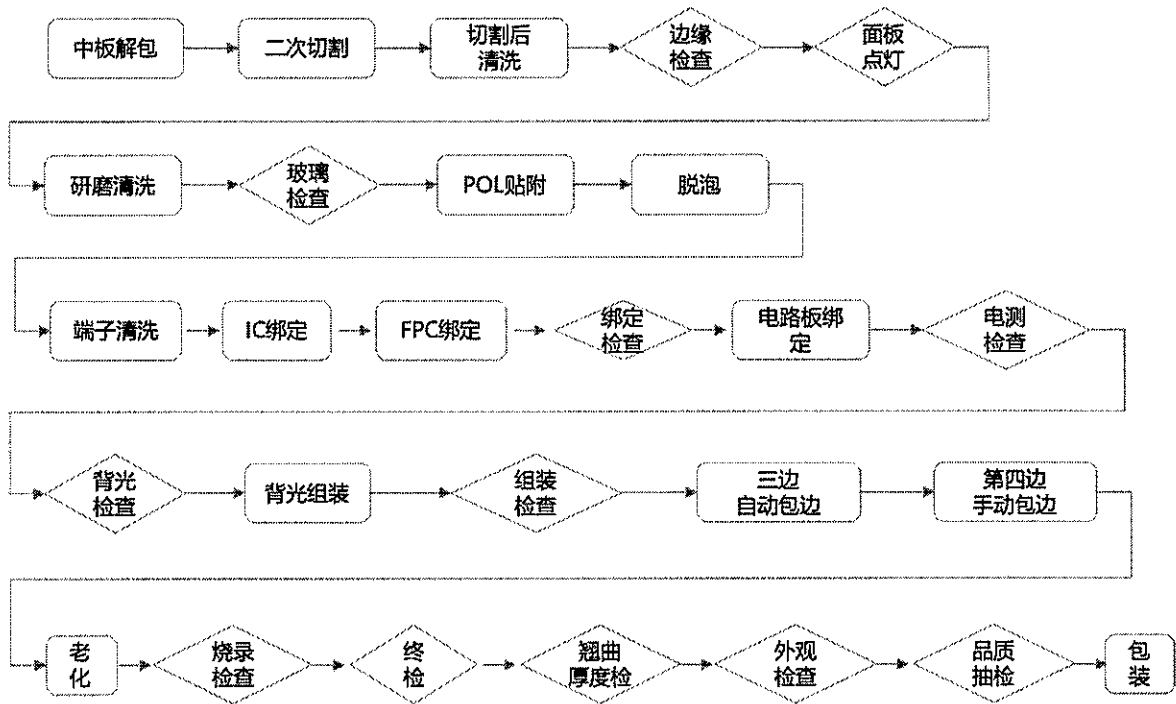 中板解包
二次切割
切割后
清洗
边缘
检查
面板
点灯
研磨清洗
玻璃
检查
POL贴附
脱泡
端子清洗
IC绑定
FPC绑定
绑定
检查
电路板绑
定
电测
检查
背光
检查
背光组装
组装
检查
三边
自动包边
第四边
手动包边
老
化
烧录
检查
终
检
翘曲
厚度检
外观
检查
品质
抽检
包
装